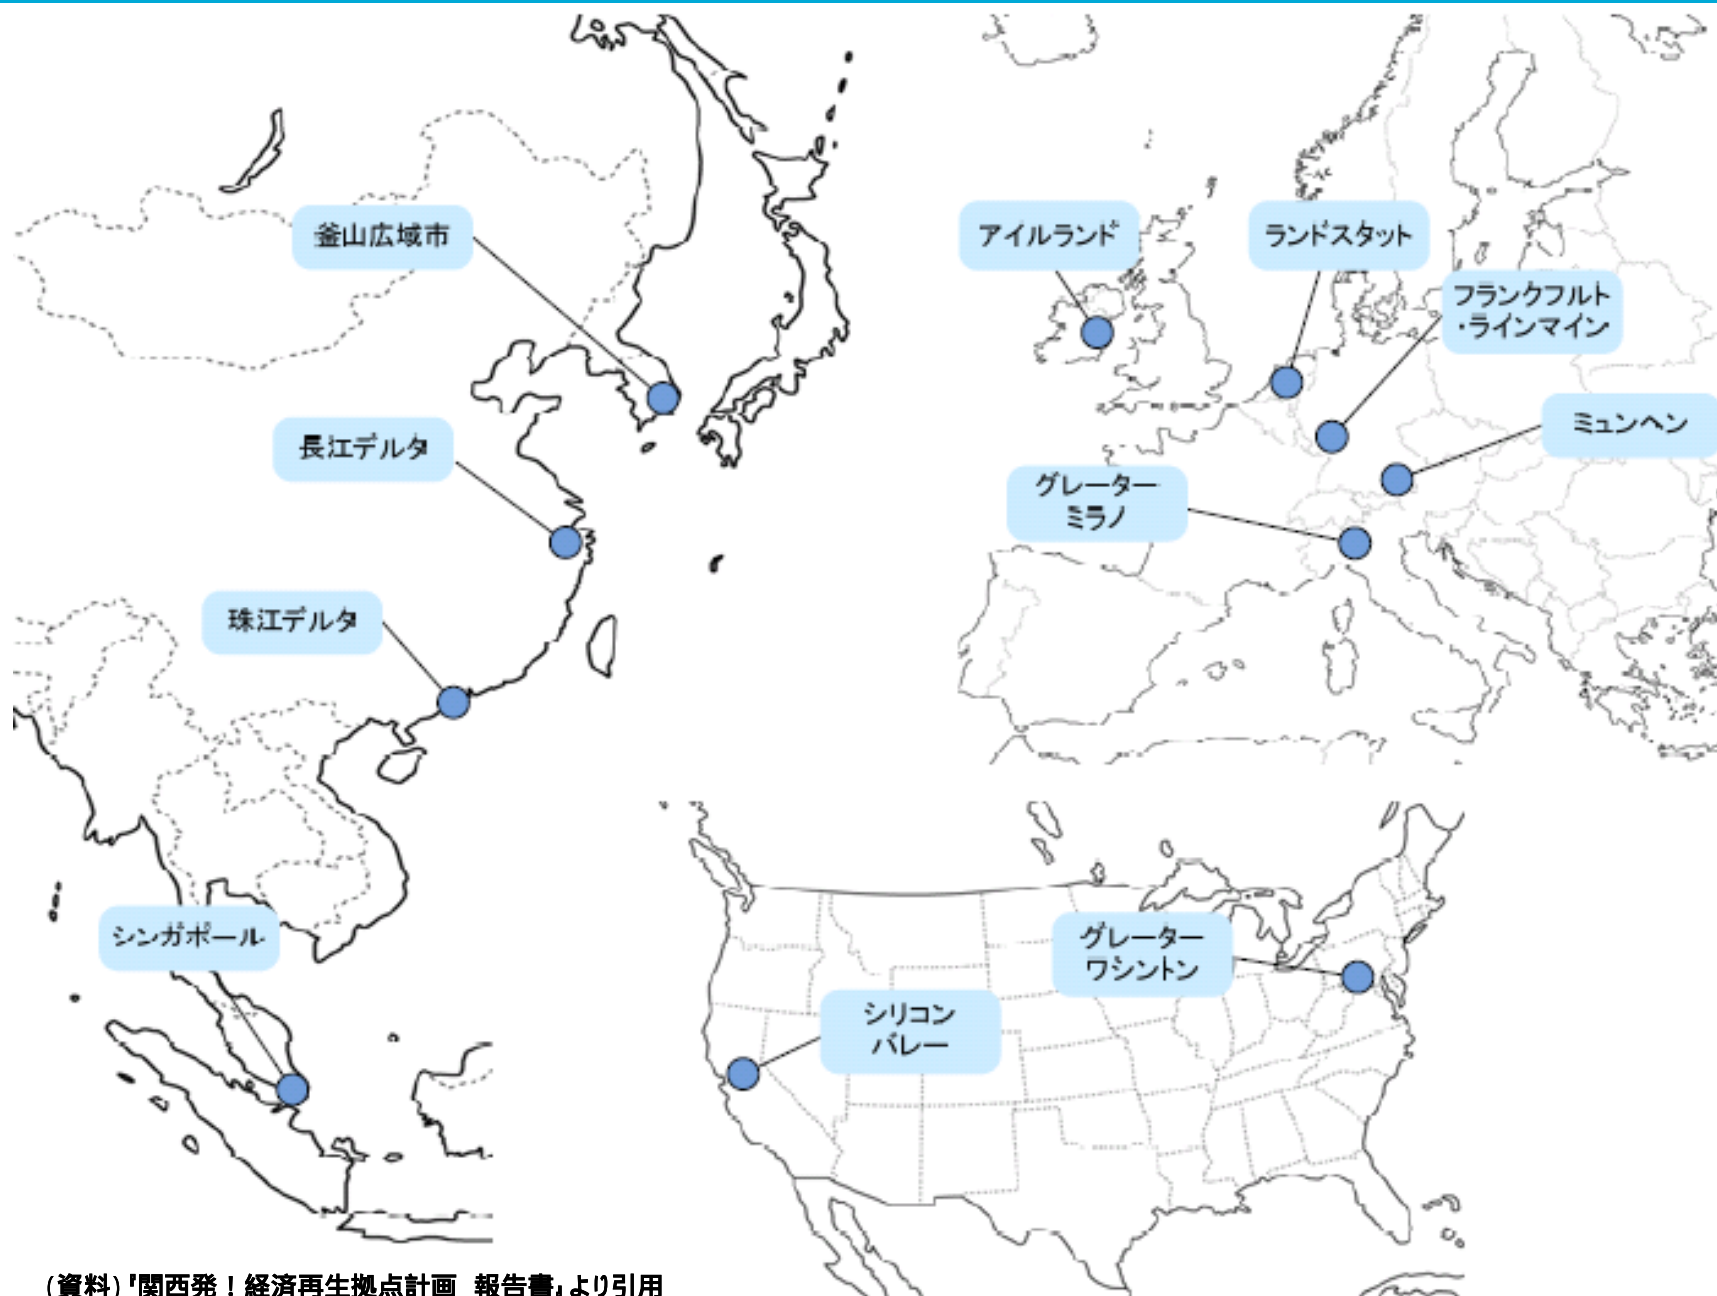 釜山広域市
長江デルタ
珠江デルタ
シンガポール
アイルランド
ランドスタット
フランクフルト
・ラインマイン
ミュンヘン
グレーター
ミラノ
グレーター
ワシントン
シリコン
バレー
(資料)「関西発！経済再生拠点計画 報告書」より引用